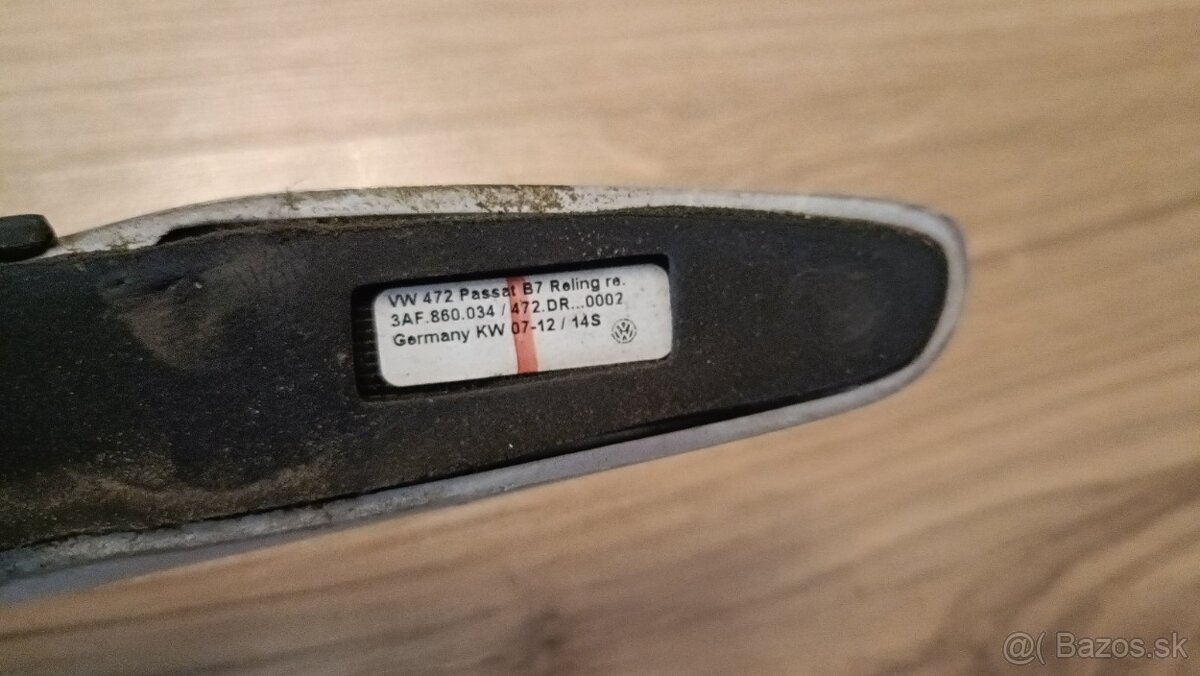 VW 472 Passat B7 Reling re.
3AF.860.034 / 472.DR...0002
Germany KW 07-12 / 14S
@( Bazos.sk